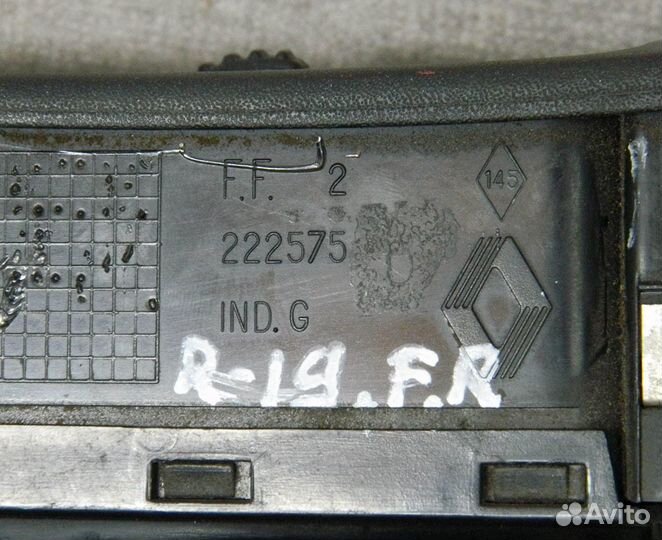 F.F. 2
145
222575
IND. G
R-19.F.R
Avito